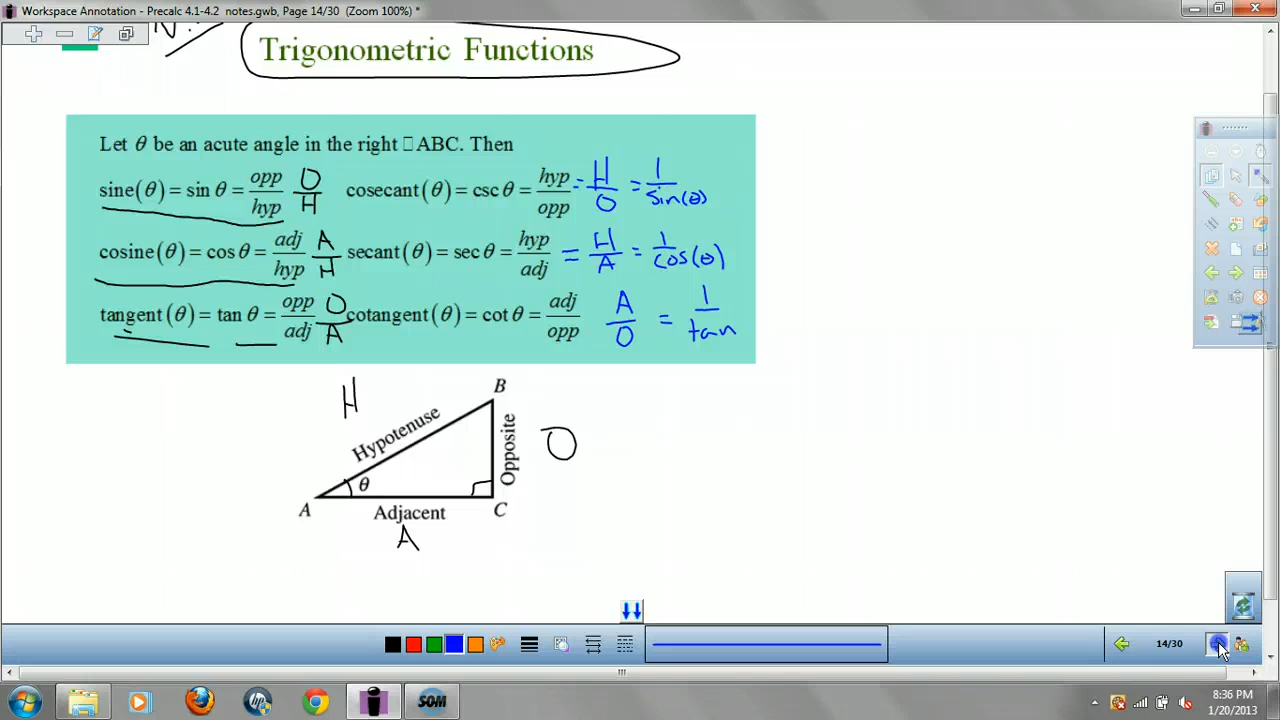 Workspace Annotation - Precalc 4.1-4.2 notes.gwb, Page 14/30 (Zoom 100%) *
Trigonometric Functions
Let θ be an acute angle in the right □ABC. Then
sine(θ) = sin θ = opp/hyp O/H cosecant(θ) = csc θ = hyp/opp = H/O = 1/sin(θ)
cosine(θ) = cos θ = adj/hyp A/H secant(θ) = sec θ = hyp/adj = H/A = 1/cos(θ)
tangent(θ) = tan θ = opp/adj O/A cotangent(θ) = cot θ = adj/opp A/O = 1/tan
H
B
Hypotenuse
Opposite
O
θ
A
Adjacent
C
A
14/30
SOM
8:36 PM
1/20/2013